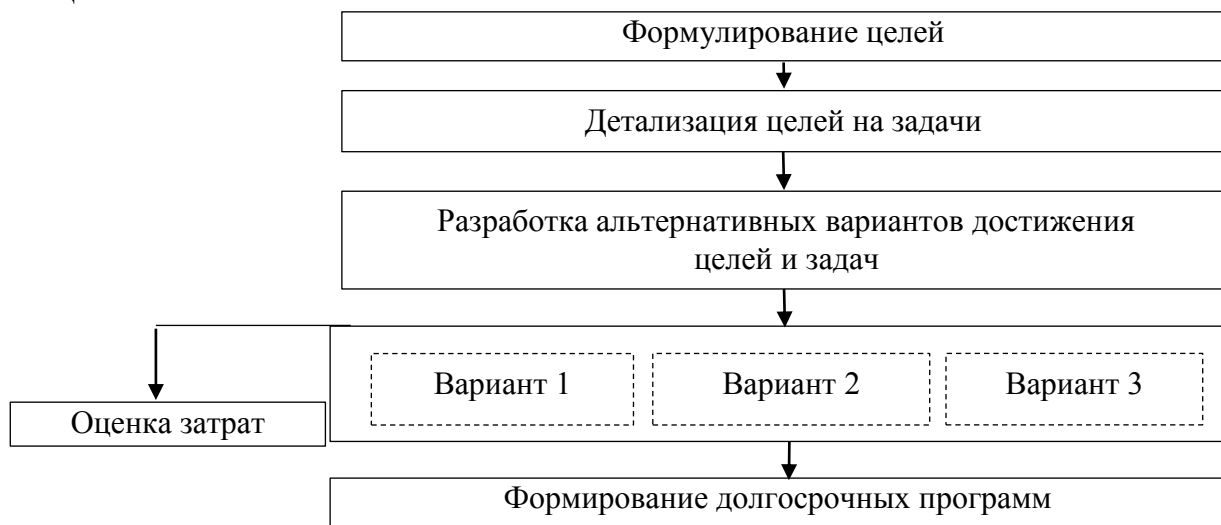 Формулирование целей
Детализация целей на задачи
Разработка альтернативных вариантов достижения
целей и задач
Вариант 1
Вариант 2
Вариант 3
Оценка затрат
Формирование долгосрочных программ